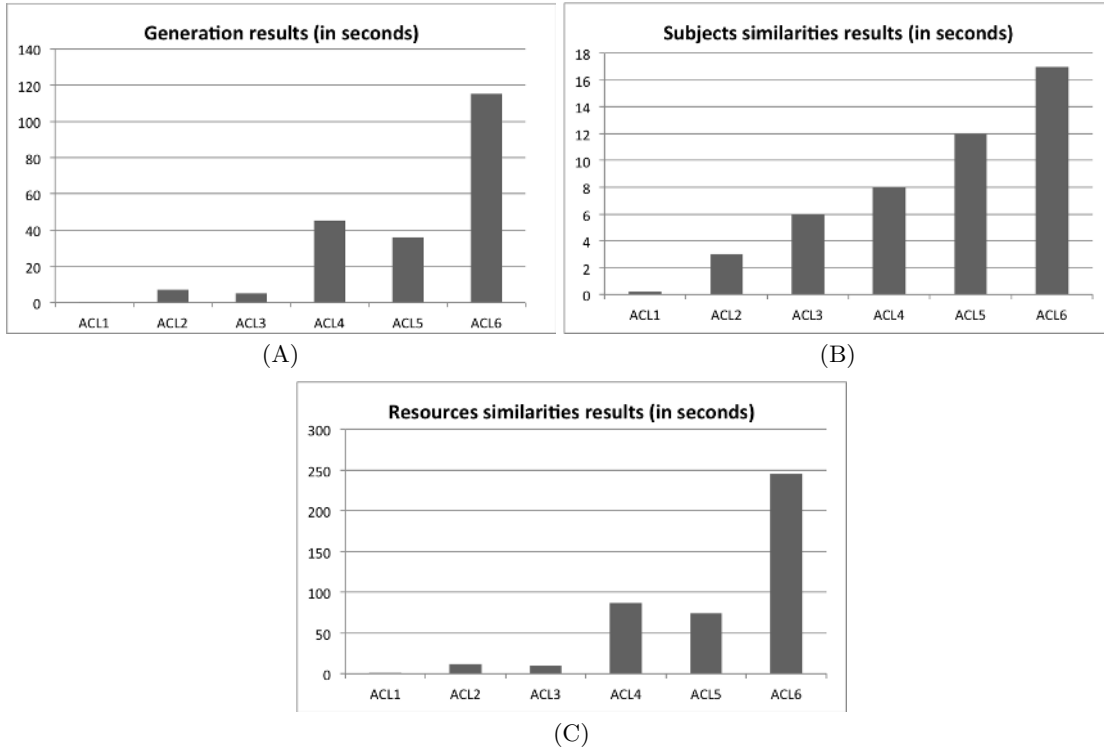 Generation results (in seconds)
140
120
100
80
60
40
20
0
ACL1 ACL2 ACL3 ACL4 ACL5 ACL6
(A)
Subjects similarities results (in seconds)
18
16
14
12
10
8
6
4
2
0
ACL1 ACL2 ACL3 ACL4 ACL5 ACL6
(B)
Resources similarities results (in seconds)
300
250
200
150
100
50
0
ACL1 ACL2 ACL3 ACL4 ACL5 ACL6
(C)